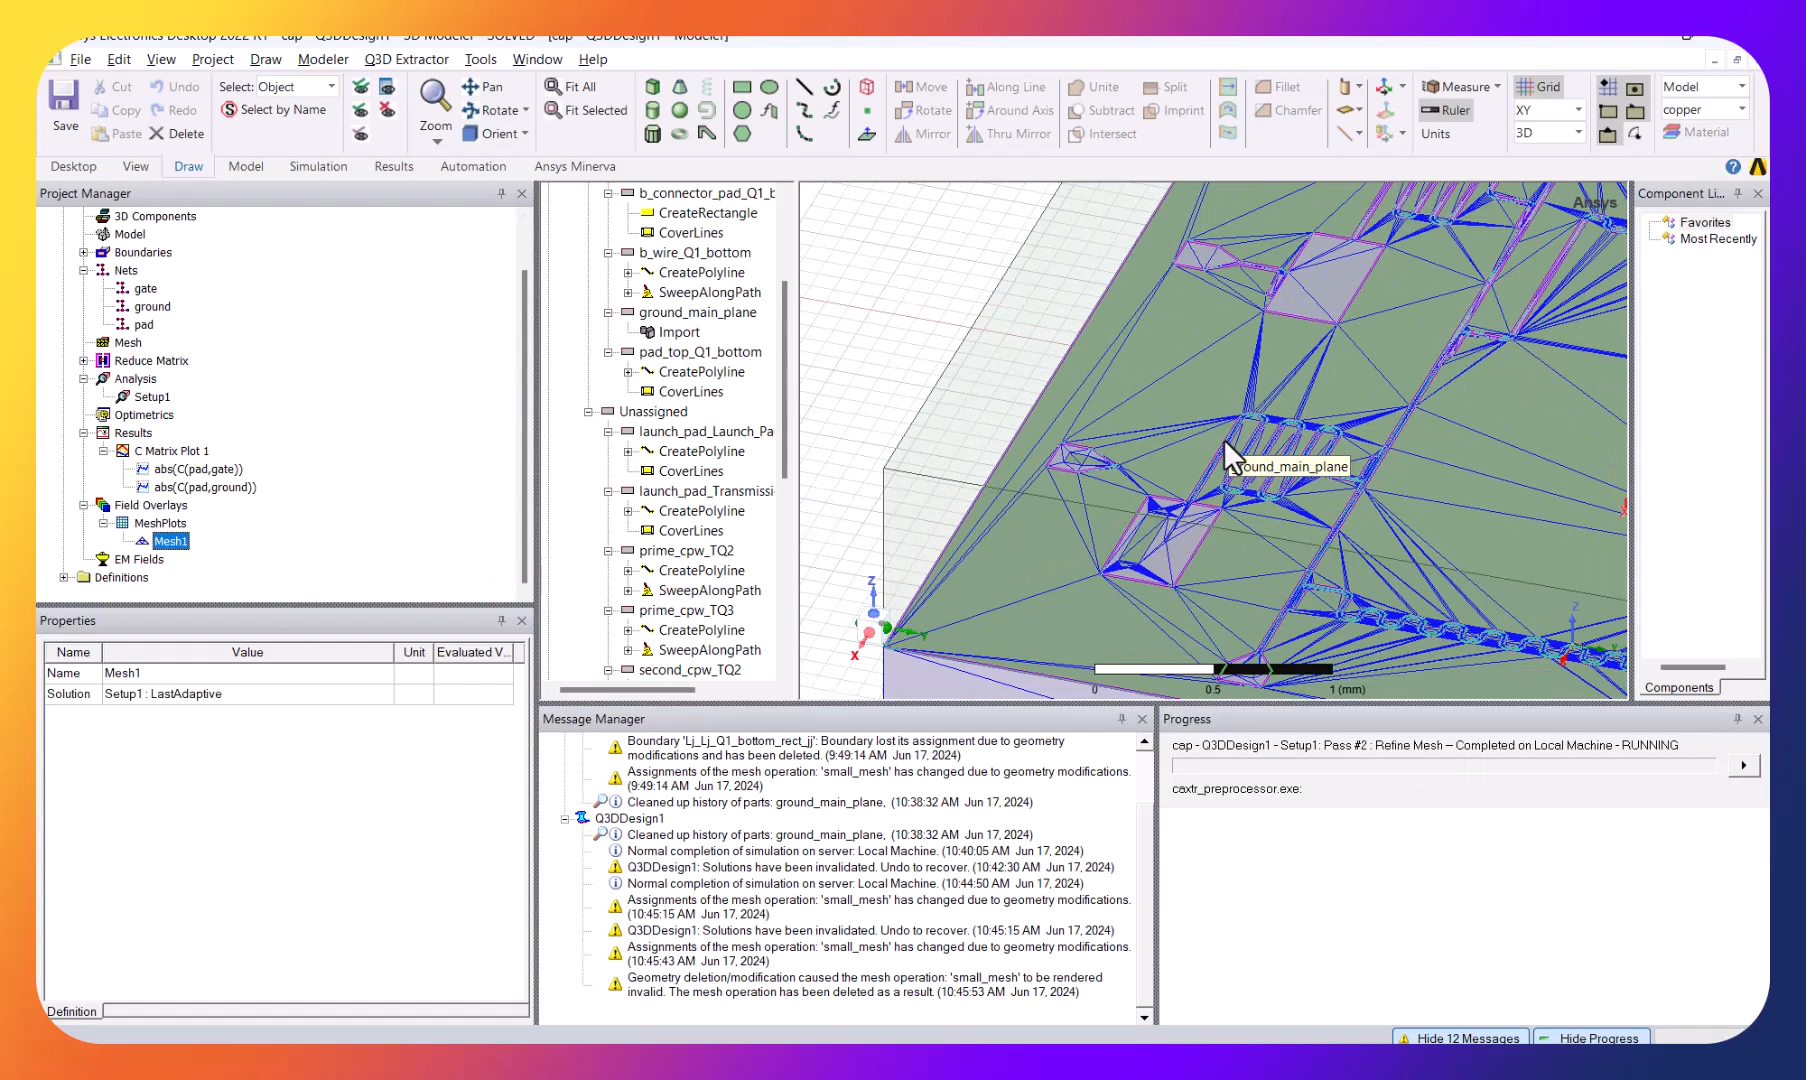 Ansys Electronics Desktop 2022 R1 - cap - Q3DDesign1 - 3D Modeler - SOLVED - [cap - Q3DDesign1 - Modeler]
File Edit View Project Draw Modeler Q3D Extractor Tools Window Help
Save
Cut
Copy
Paste
Undo
Redo
Delete
Select: Object
Select by Name
Zoom
Pan
Rotate
Orient
Fit All
Fit Selected
Move
Rotate
Mirror
Along Line
Around Axis
Thru Mirror
Unite
Subtract
Intersect
Split
Imprint
Fillet
Chamfer
Measure
Ruler
Units
Grid
XY
3D
Model
copper
Material
Desktop View Draw Model Simulation Results Automation Ansys Minerva
Project Manager
3D Components
Model
Boundaries
Nets
gate
ground
pad
Mesh
Reduce Matrix
Analysis
Setup1
Optimetrics
Results
C Matrix Plot 1
abs(C(pad,gate))
abs(C(pad,ground))
Field Overlays
MeshPlots
Mesh1
EM Fields
Definitions
Properties
Name Value Unit Evaluated V...
Name Mesh1
Solution Setup1 : LastAdaptive
Definition
b_connector_pad_Q1_b
CreateRectangle
CoverLines
b_wire_Q1_bottom
CreatePolyline
SweepAlongPath
ground_main_plane
Import
pad_top_Q1_bottom
CreatePolyline
CoverLines
Unassigned
launch_pad_Launch_Pa
CreatePolyline
CoverLines
launch_pad_Transmissi
CreatePolyline
CoverLines
prime_cpw_TQ2
CreatePolyline
SweepAlongPath
prime_cpw_TQ3
CreatePolyline
SweepAlongPath
second_cpw_TQ2
Ansys
ound_main_plane
Z
Y
X
Z
0 0.5 1 (mm)
Component Li...
Favorites
Most Recently
Components
Message Manager
Boundary 'Lj_Lj_Q1_bottom_rect_jj': Boundary lost its assignment due to geometry
modifications and has been deleted. (9:49:14 AM Jun 17, 2024)
Assignments of the mesh operation: 'small_mesh' has changed due to geometry modifications.
(9:49:14 AM Jun 17, 2024)
Cleaned up history of parts: ground_main_plane, (10:38:32 AM Jun 17, 2024)
Q3DDesign1
Cleaned up history of parts: ground_main_plane, (10:38:32 AM Jun 17, 2024)
Normal completion of simulation on server: Local Machine. (10:40:05 AM Jun 17, 2024)
Q3DDesign1: Solutions have been invalidated. Undo to recover. (10:42:30 AM Jun 17, 2024)
Normal completion of simulation on server: Local Machine. (10:44:50 AM Jun 17, 2024)
Assignments of the mesh operation: 'small_mesh' has changed due to geometry modifications.
(10:45:15 AM Jun 17, 2024)
Q3DDesign1: Solutions have been invalidated. Undo to recover. (10:45:15 AM Jun 17, 2024)
Assignments of the mesh operation: 'small_mesh' has changed due to geometry modifications.
(10:45:43 AM Jun 17, 2024)
Geometry deletion/modification caused the mesh operation: 'small_mesh' to be rendered
invalid. The mesh operation has been deleted as a result. (10:45:53 AM Jun 17, 2024)
Progress
cap - Q3DDesign1 - Setup1: Pass #2 : Refine Mesh – Completed on Local Machine - RUNNING
caxtr_preprocessor.exe:
Hide 12 Messages
Hide Progress